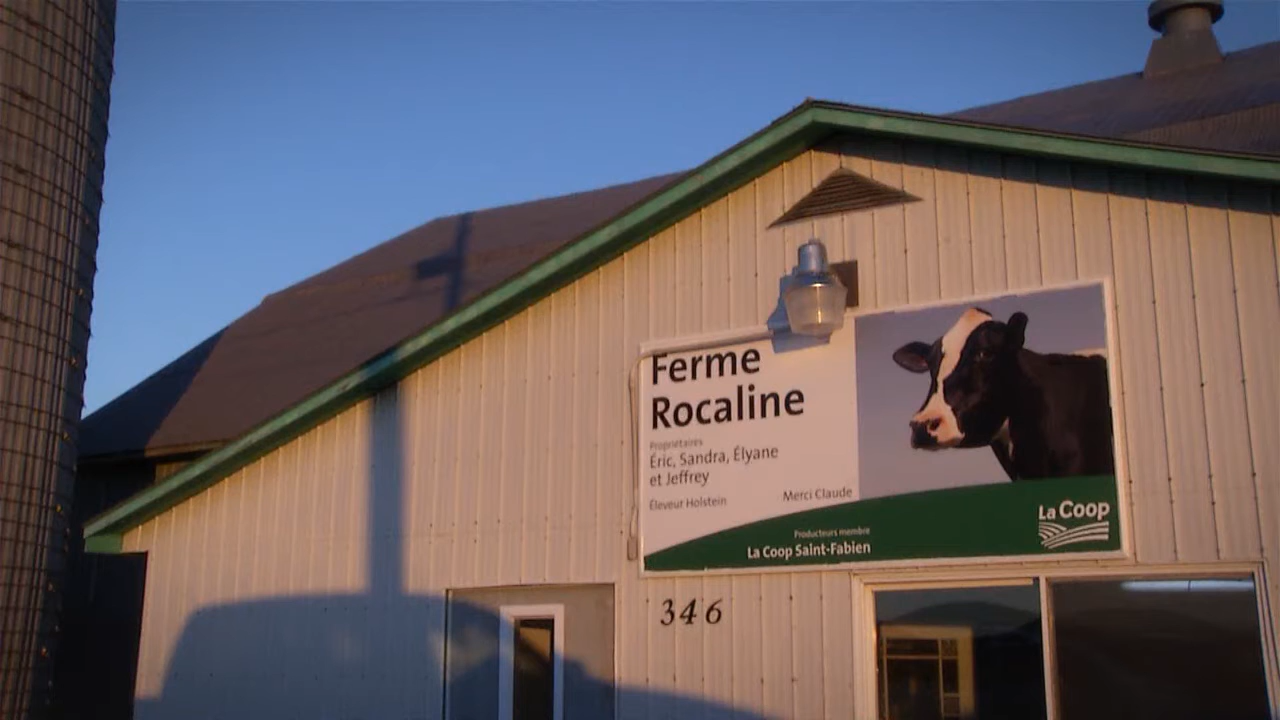 Ferme
Rocaline
Propriétaires
Éric, Sandra, Élyane
et Jeffrey
Éleveur Holstein
Merci Claude
Producteurs membre
La Coop Saint-Fabien
La Coop
346